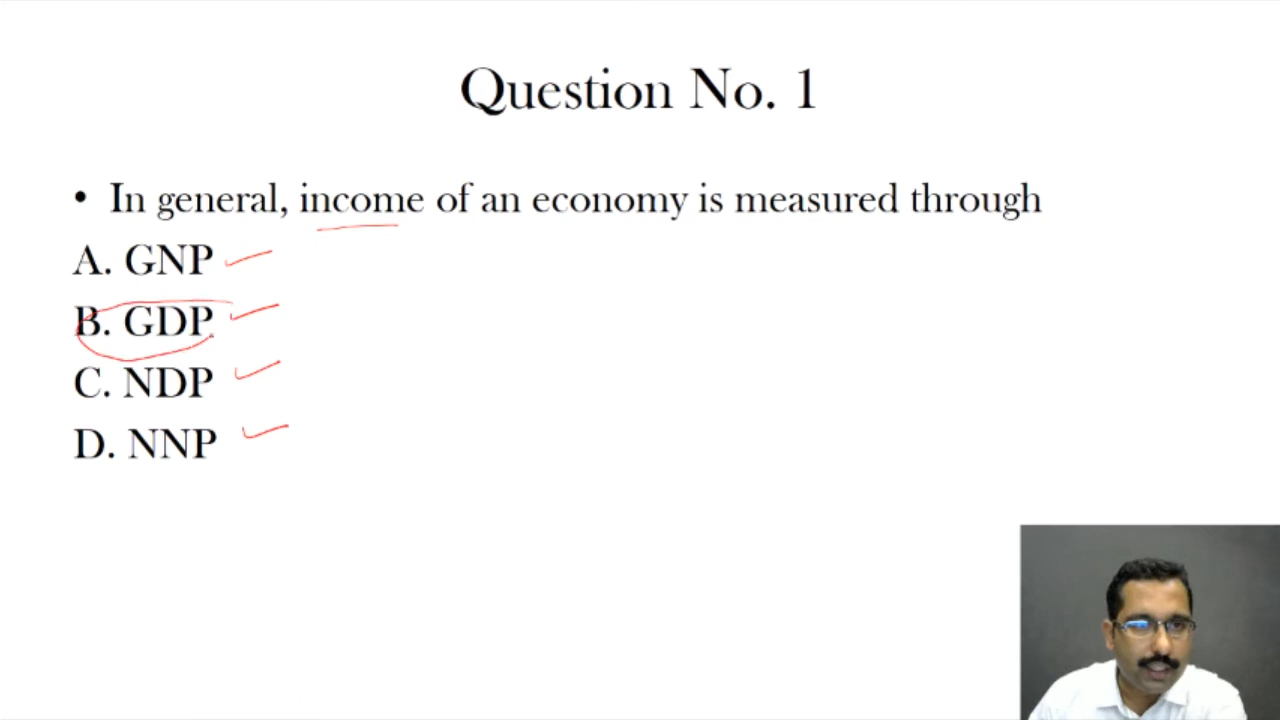 Question No. 1
• In general, income of an economy is measured through
A. GNP
B. GDP
C. NDP
D. NNP